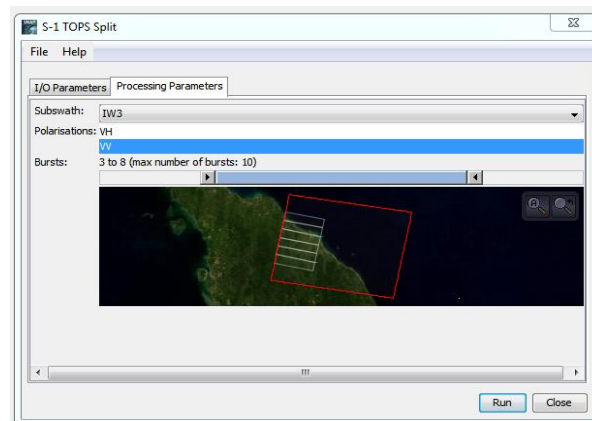 S-1 TOPS Split
File Help
I/O Parameters Processing Parameters
Subswath: IW3
Polarisations: VH
VV
Bursts: 3 to 8 (max number of bursts: 10)
Run Close